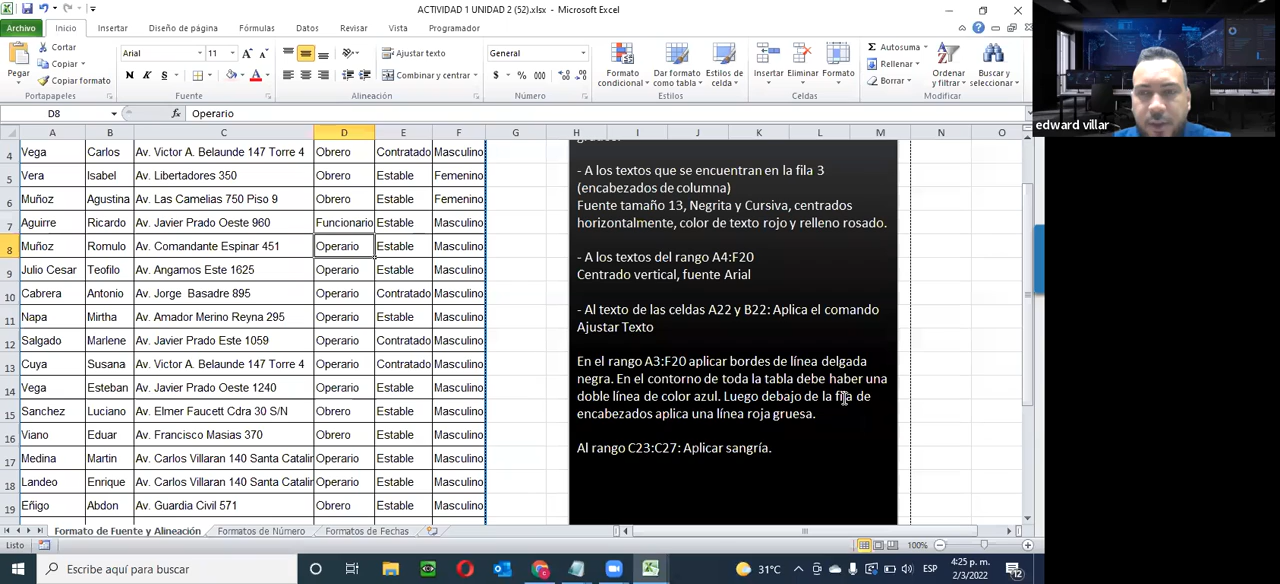 ACTIVIDAD 1 UNIDAD 2 (52).xlsx - Microsoft Excel
Archivo Inicio Insertar Diseño de página Fórmulas Datos Revisar Vista Programador
Pegar
Cortar
Copiar
Copiar formato
Portapapeles
Arial 11
N K S
Fuente
Ajustar texto
Combinar y centrar
Alineación
General
$ % 000
Número
Formato condicional
Dar formato como tabla
Estilos de celda
Estilos
Insertar Eliminar Formato
Celdas
Autosuma
Rellenar
Borrar
Ordenar y filtrar
Buscar y seleccionar
Modificar
edward villar
D8 fx Operario
A B C D E F G H I J K L M N O
4 Vega Carlos Av. Victor A. Belaunde 147 Torre 4 Obrero Contratado Masculino
5 Vera Isabel Av. Libertadores 350 Obrero Estable Femenino
6 Muñoz Agustina Av. Las Camelias 750 Piso 9 Obrero Estable Femenino
7 Aguirre Ricardo Av. Javier Prado Oeste 960 Funcionario Estable Masculino
8 Muñoz Romulo Av. Comandante Espinar 451 Operario Estable Masculino
9 Julio Cesar Teofilo Av. Angamos Este 1625 Operario Estable Masculino
10 Cabrera Antonio Av. Jorge Basadre 895 Operario Contratado Masculino
11 Napa Mirtha Av. Amador Merino Reyna 295 Operario Estable Masculino
12 Salgado Marlene Av. Javier Prado Este 1059 Operario Contratado Masculino
13 Cuya Susana Av. Victor A. Belaunde 147 Torre 4 Operario Contratado Masculino
14 Vega Esteban Av. Javier Prado Oeste 1240 Operario Estable Masculino
15 Sanchez Luciano Av. Elmer Faucett Cdra 30 S/N Obrero Estable Masculino
16 Viano Eduar Av. Francisco Masias 370 Obrero Estable Masculino
17 Medina Martin Av. Carlos Villaran 140 Santa Catalin Operario Estable Masculino
18 Landeo Enrique Av. Carlos Villaran 140 Santa Catalin Operario Estable Masculino
19 Eñigo Abdon Av. Guardia Civil 571 Obrero Estable Masculino
- A los textos que se encuentran en la fila 3
(encabezados de columna)
Fuente tamaño 13, Negrita y Cursiva, centrados
horizontalmente, color de texto rojo y relleno rosado.
- A los textos del rango A4:F20
Centrado vertical, fuente Arial
- Al texto de las celdas A22 y B22: Aplica el comando
Ajustar Texto
En el rango A3:F20 aplicar bordes de línea delgada
negra. En el contorno de toda la tabla debe haber una
doble línea de color azul. Luego debajo de la fila de
encabezados aplica una línea roja gruesa.
Al rango C23:C27: Aplicar sangría.
Formato de Fuente y Alineación Formatos de Número Formatos de Fechas
Listo 100%
Escribe aquí para buscar
31°C ESP
4:25 p. m.
2/3/2022
12